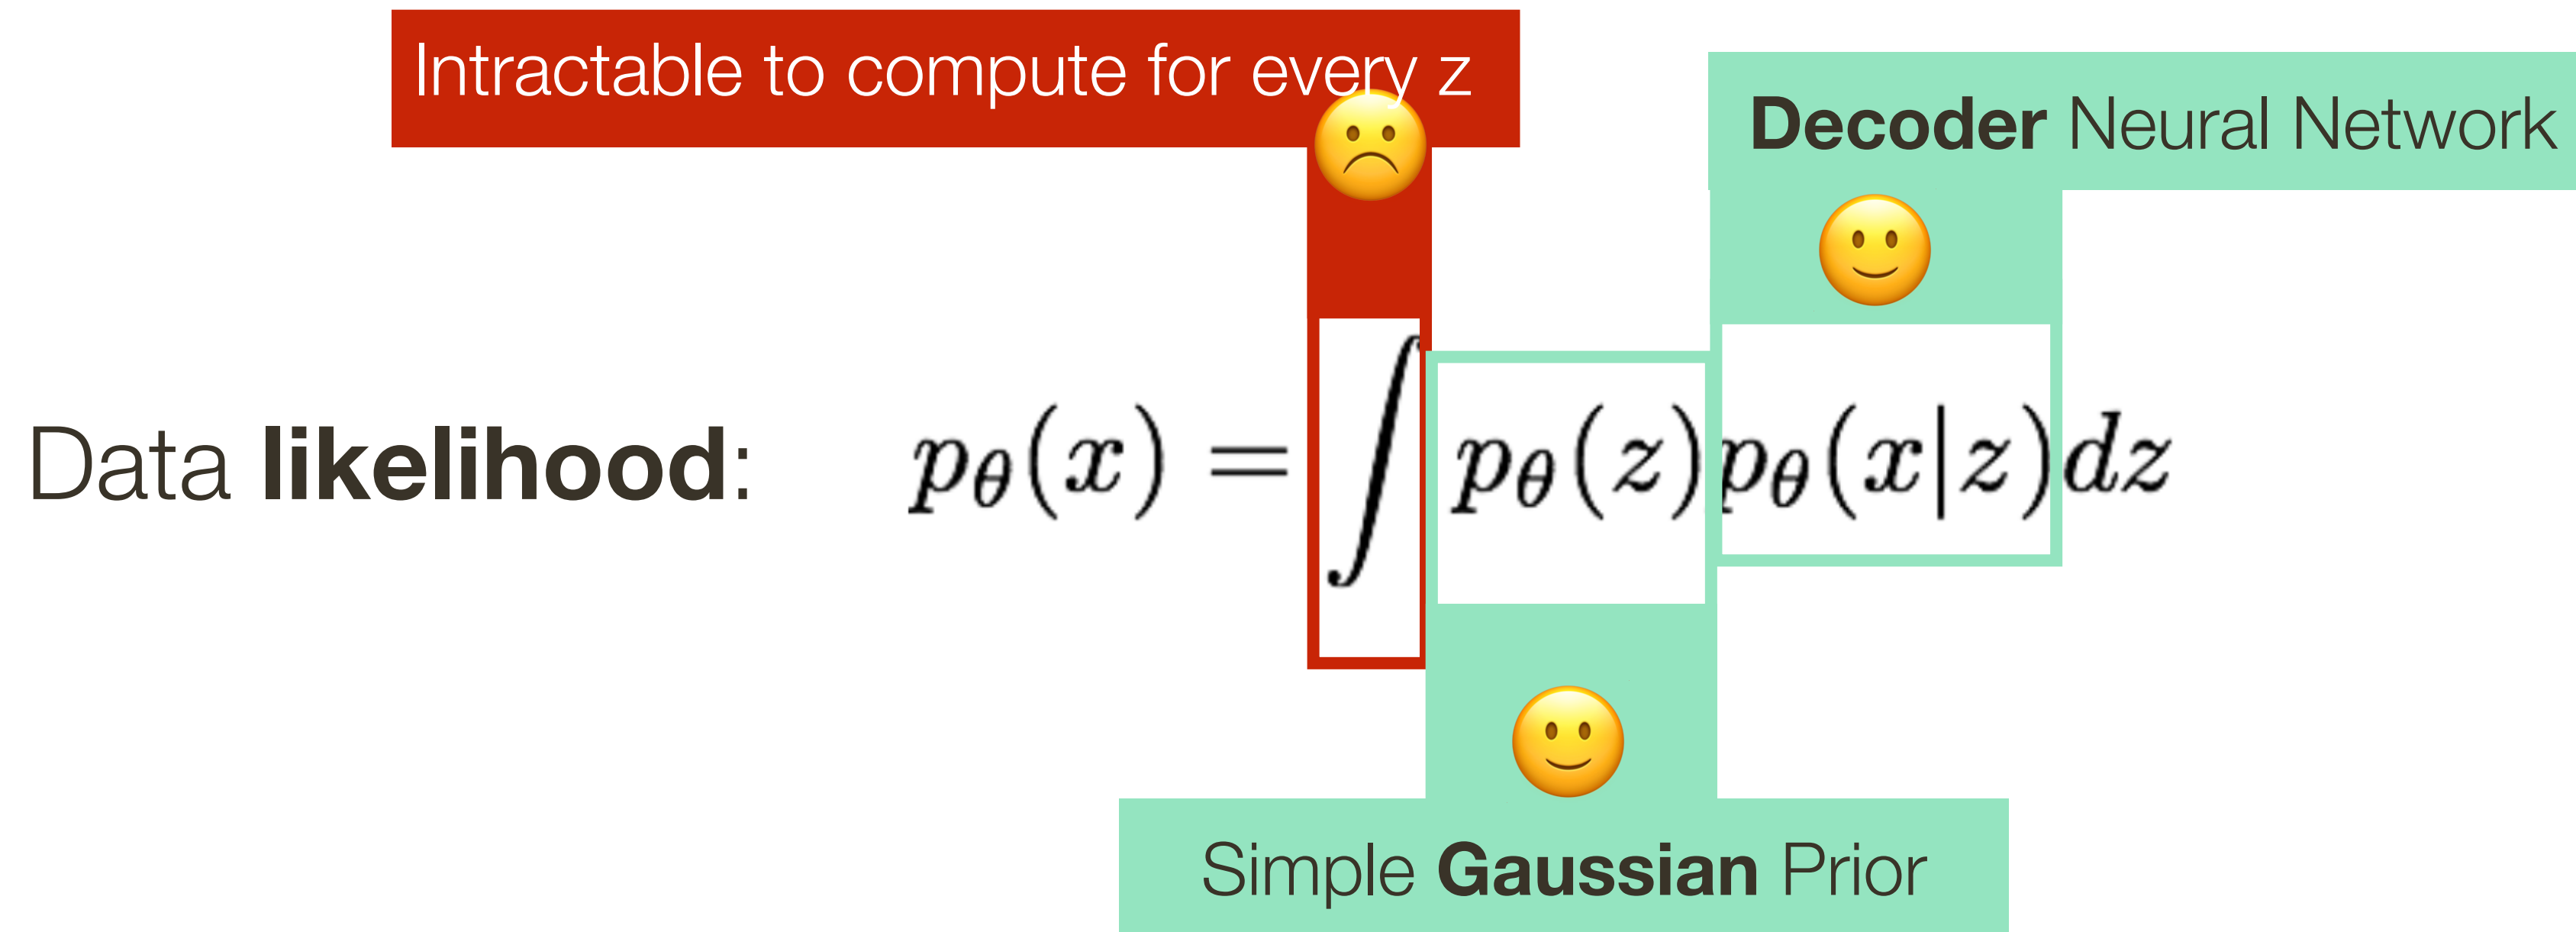 Intractable to compute for every z
Decoder Neural Network
Data likelihood: pθ(x) = ∫ pθ(z)pθ(x|z)dz
Simple Gaussian Prior